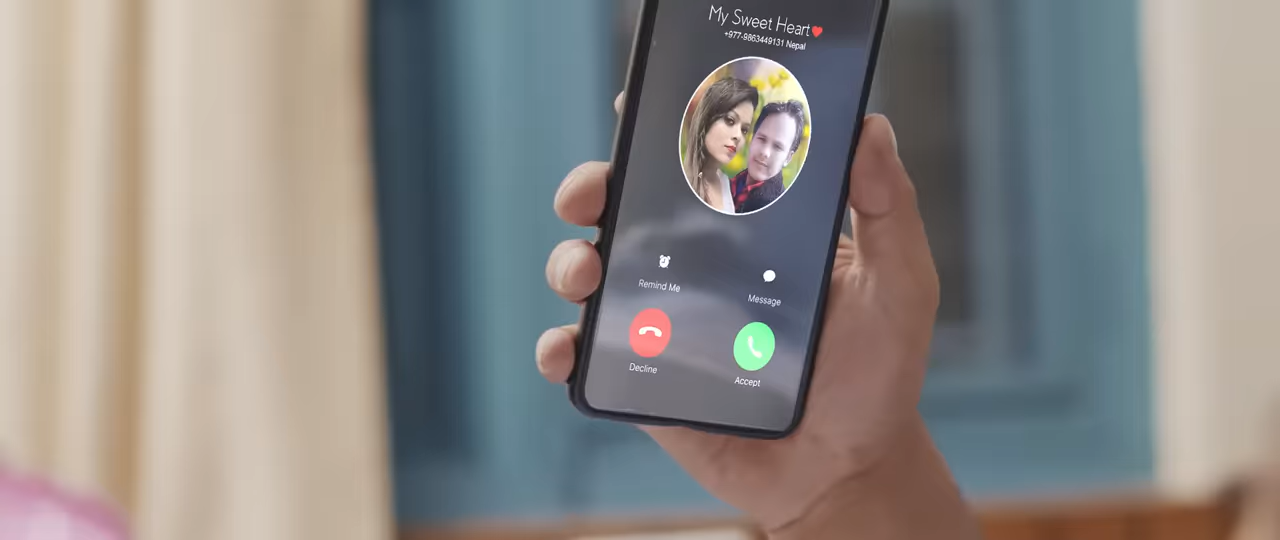 My Sweet Heart❤
+977-9863449131 Nepal
Remind Me
Message
Decline
Accept